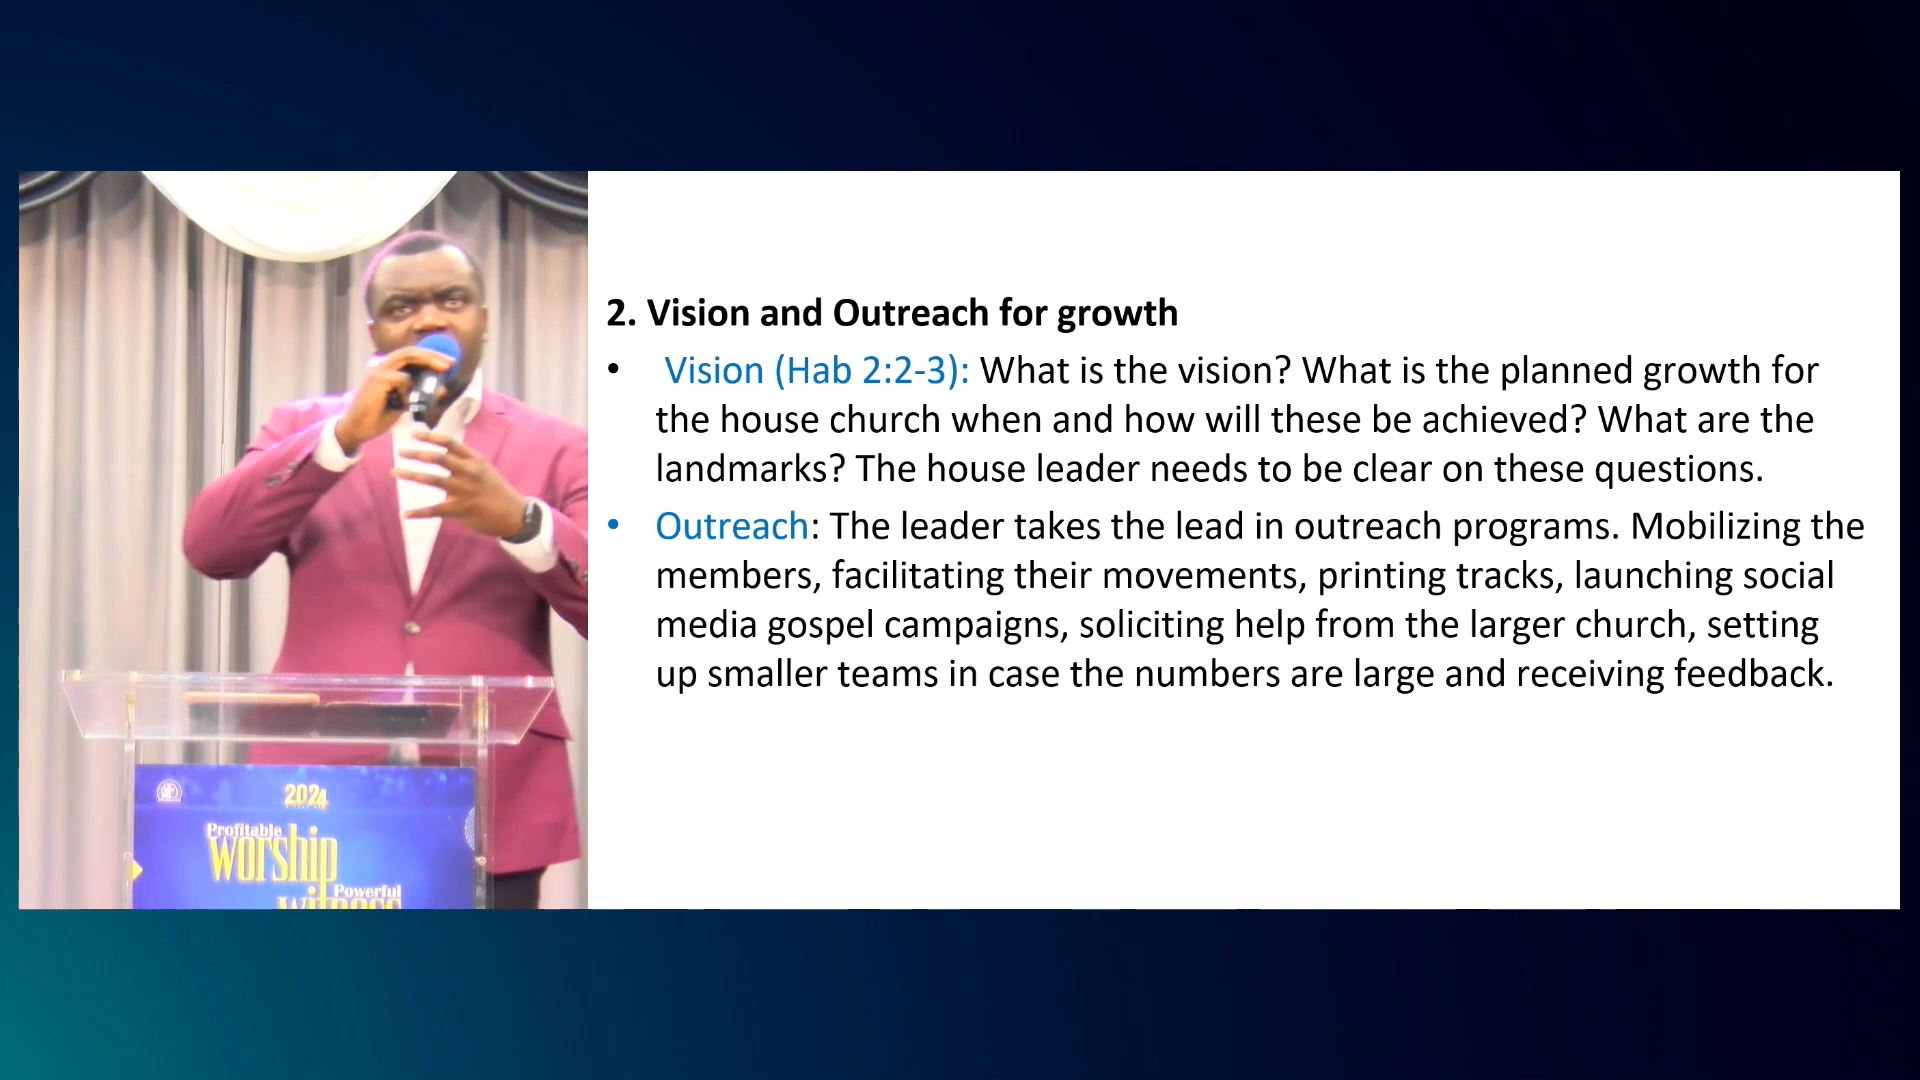 2. Vision and Outreach for growth
• Vision (Hab 2:2-3): What is the vision? What is the planned growth for
the house church when and how will these be achieved? What are the
landmarks? The house leader needs to be clear on these questions.
• Outreach: The leader takes the lead in outreach programs. Mobilizing the
members, facilitating their movements, printing tracks, launching social
media gospel campaigns, soliciting help from the larger church, setting
up smaller teams in case the numbers are large and receiving feedback.
2024
Profitable
worship
Powerful
witness